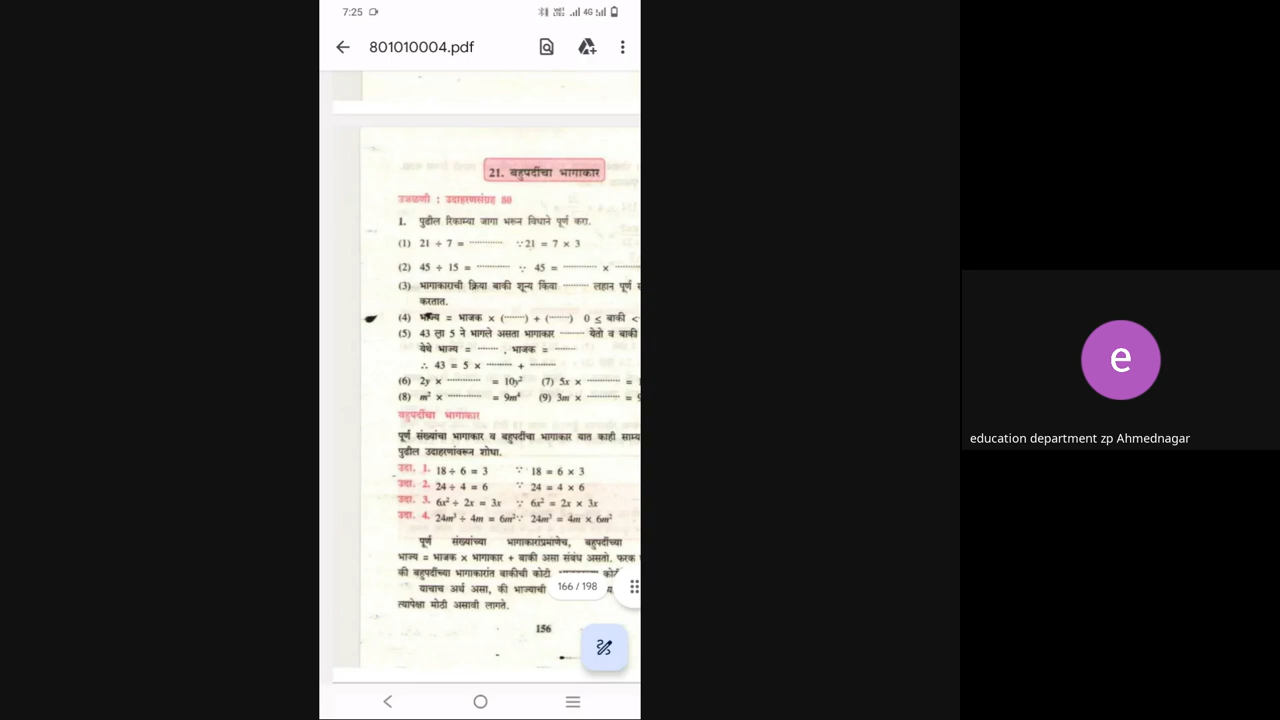 7:25
4G
801010004.pdf
21. बहुपदींचा भागाकार
उजळणी : उदाहरणसंग्रह 80
1. पुढील रिकाम्या जागा भरून विधाने पूर्ण करा.
(1) 21 ÷ 7 = ........... ∵ 21 = 7 × 3
(2) 45 ÷ 15 = ........... ∵ 45 = ........... × ........
(3) भागाकाराची क्रिया बाकी शून्य किंवा ......... लहान पूर्ण
करतात.
(4) भाज्य = भाजक × (........) + (........) 0 ≤ बाकी <
(5) 43 ला 5 ने भागले असता भागाकार ........ येतो व बाकी
येथे भाज्य = ....... , भाजक = .......
∴ 43 = 5 × ......... + .........
(6) 2y × ........... = 10y² (7) 5x × ........... =
(8) m² × ........... = 9m⁴ (9) 3m × ........... = 9
बहुपदींचा भागाकार
पूर्ण संख्यांचा भागाकार व बहुपदींचा भागाकार यात काही साम्य
पुढील उदाहरणांवरून शोधा.
उदा. 1. 18 ÷ 6 = 3 ∵ 18 = 6 × 3
उदा. 2. 24 ÷ 4 = 6 ∵ 24 = 4 × 6
उदा. 3. 6x² ÷ 2x = 3x ∵ 6x² = 2x × 3x
उदा. 4. 24m³ ÷ 4m = 6m² ∵ 24m³ = 4m × 6m²
पूर्ण संख्यांच्या भागाकारांप्रमाणेच, बहुपदींच्या
भाज्य = भाजक × भागाकार + बाकी असा संबंध असतो. फरक
की बहुपदींच्या भागाकारांत बाकीची कोटी
याचाच अर्थ असा, की भाज्याची
त्यापेक्षा मोठी असावी लागते.
166 / 198
156
e
education department zp Ahmednagar